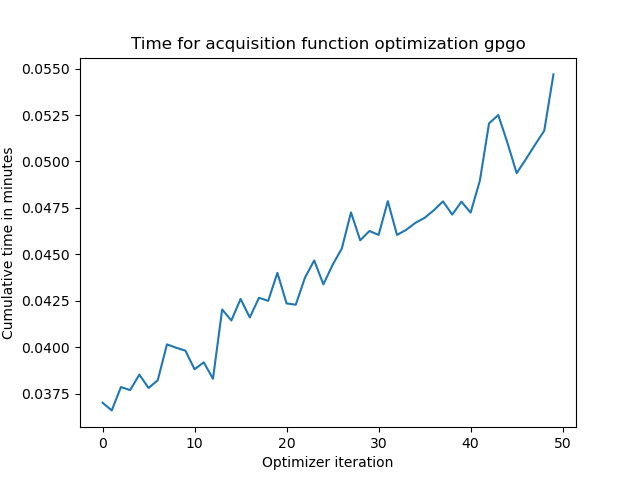 Time for acquisition function optimization gpgo
0.0550
0.0525
0.0500
0.0475
0.0450
0.0425
0.0400
0.0375
Cumulative time in minutes
0 10 20 30 40 50
Optimizer iteration